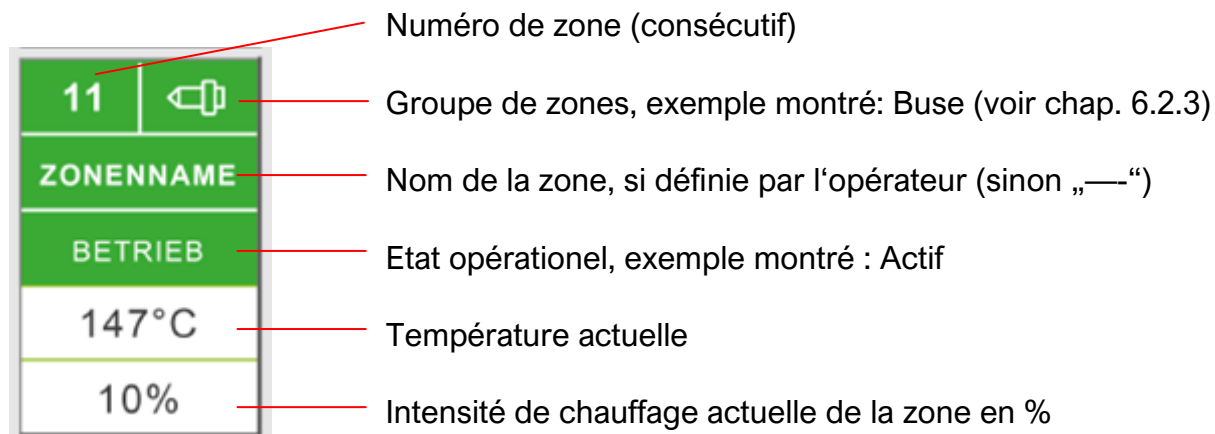 Numéro de zone (consécutif)
11
Groupe de zones, exemple montré: Buse (voir chap. 6.2.3)
ZONENNAME
Nom de la zone, si définie par l‘opérateur (sinon „—-“)
BETRIEB
Etat opérationel, exemple montré : Actif
147°C
Température actuelle
10%
Intensité de chauffage actuelle de la zone en %